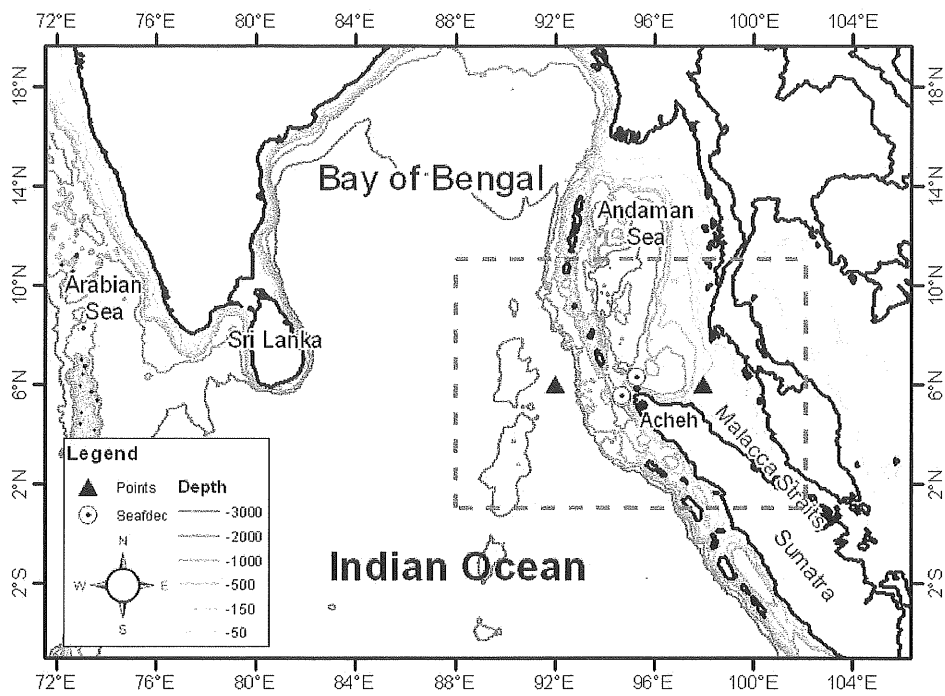 72°E 76°E 80°E 84°E 88°E 92°E 96°E 100°E 104°E
18°N 18°N
Bay of Bengal
14°N 14°N
Andaman
Sea
10°N 10°N
Arabian
Sea
Sri Lanka
6°N 6°N
Acheh
Malacca Straits
2°N 2°N
Sumatra
Indian Ocean
2°S 2°S
Legend
Points Depth
Seafdec -3000
-2000
N -1000
W E -500
-150
S -50
72°E 76°E 80°E 84°E 88°E 92°E 96°E 100°E 104°E